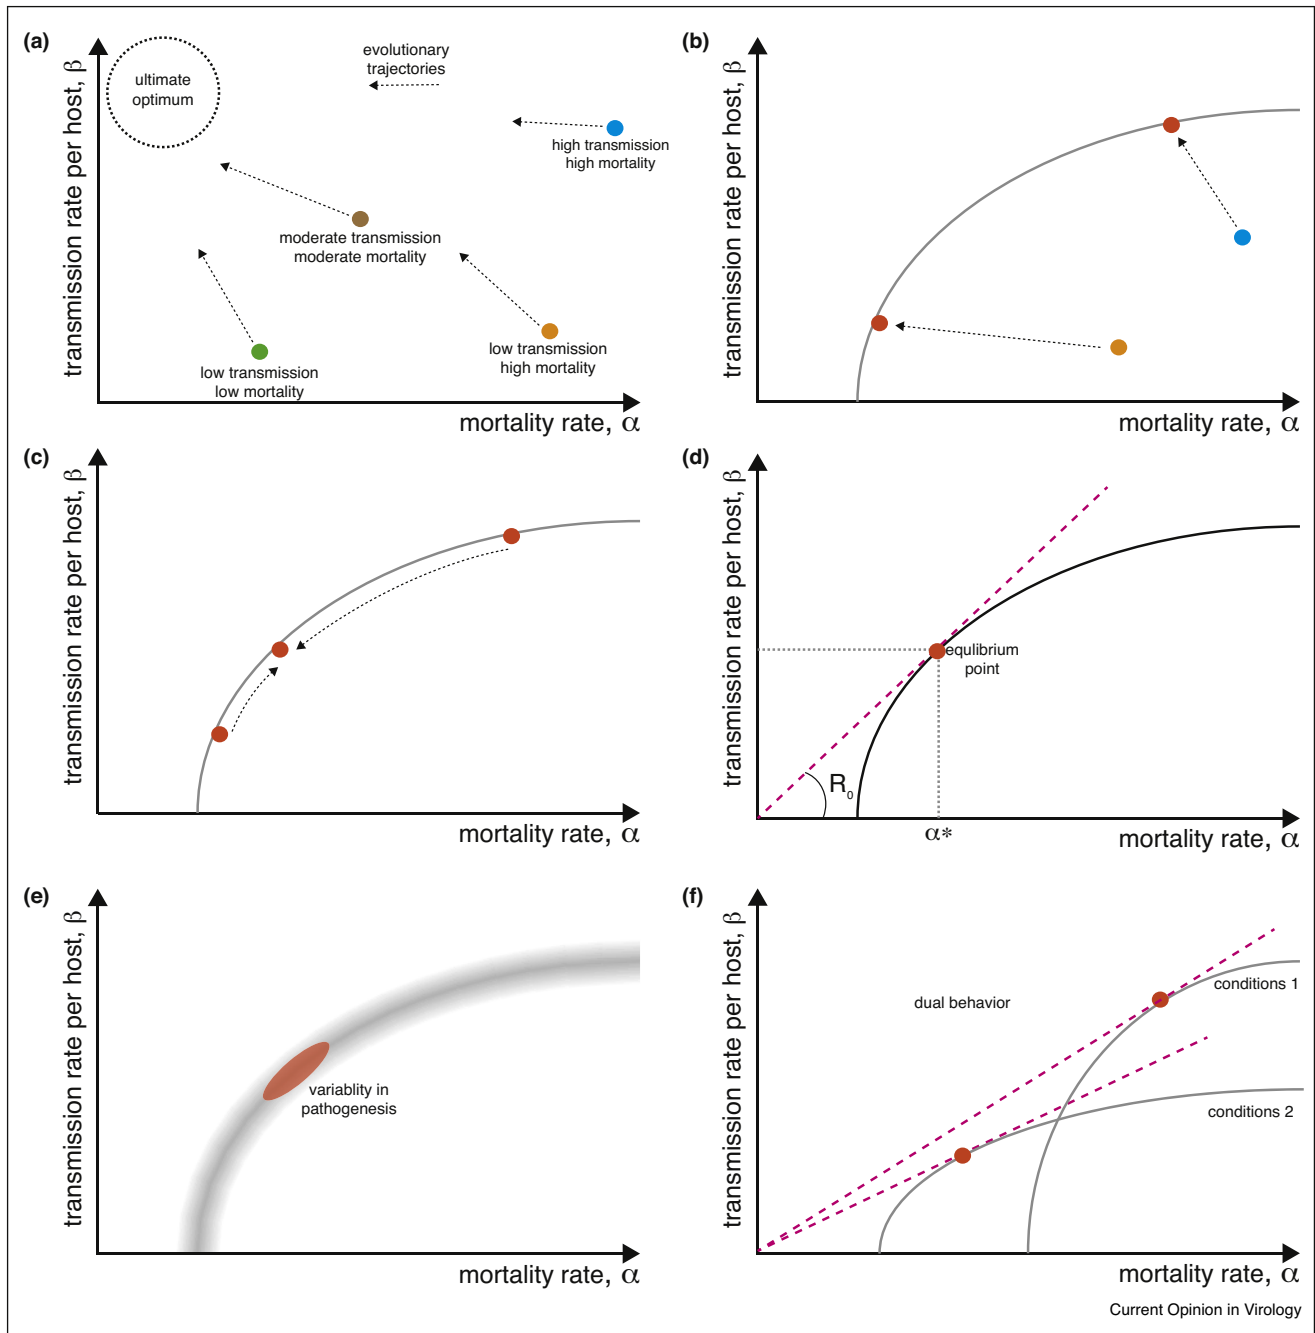 (a)
transmission rate per host, β
ultimate
optimum
evolutionary
trajectories
high transmission
high mortality
moderate transmission
moderate mortality
low transmission
high mortality
low transmission
low mortality
mortality rate, α
(b)
transmission rate per host, β
mortality rate, α
(c)
transmission rate per host, β
mortality rate, α
(d)
transmission rate per host, β
equlibrium
point
R₀
α*
mortality rate, α
(e)
transmission rate per host, β
variablity in
pathogenesis
mortality rate, α
(f)
transmission rate per host, β
dual behavior
conditions 1
conditions 2
mortality rate, α
Current Opinion in Virology